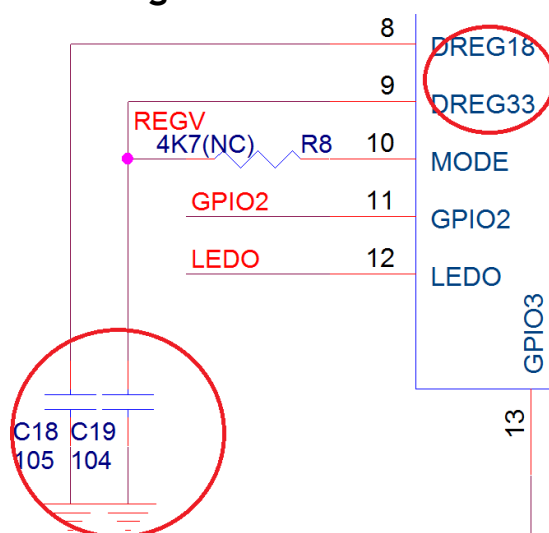 8
DREG18
9
DREG33
REGV
4K7(NC) R8 10 MODE
GPIO2 11 GPIO2
LEDO 12 LEDO
GPIO3
13
C18 C19
105 104